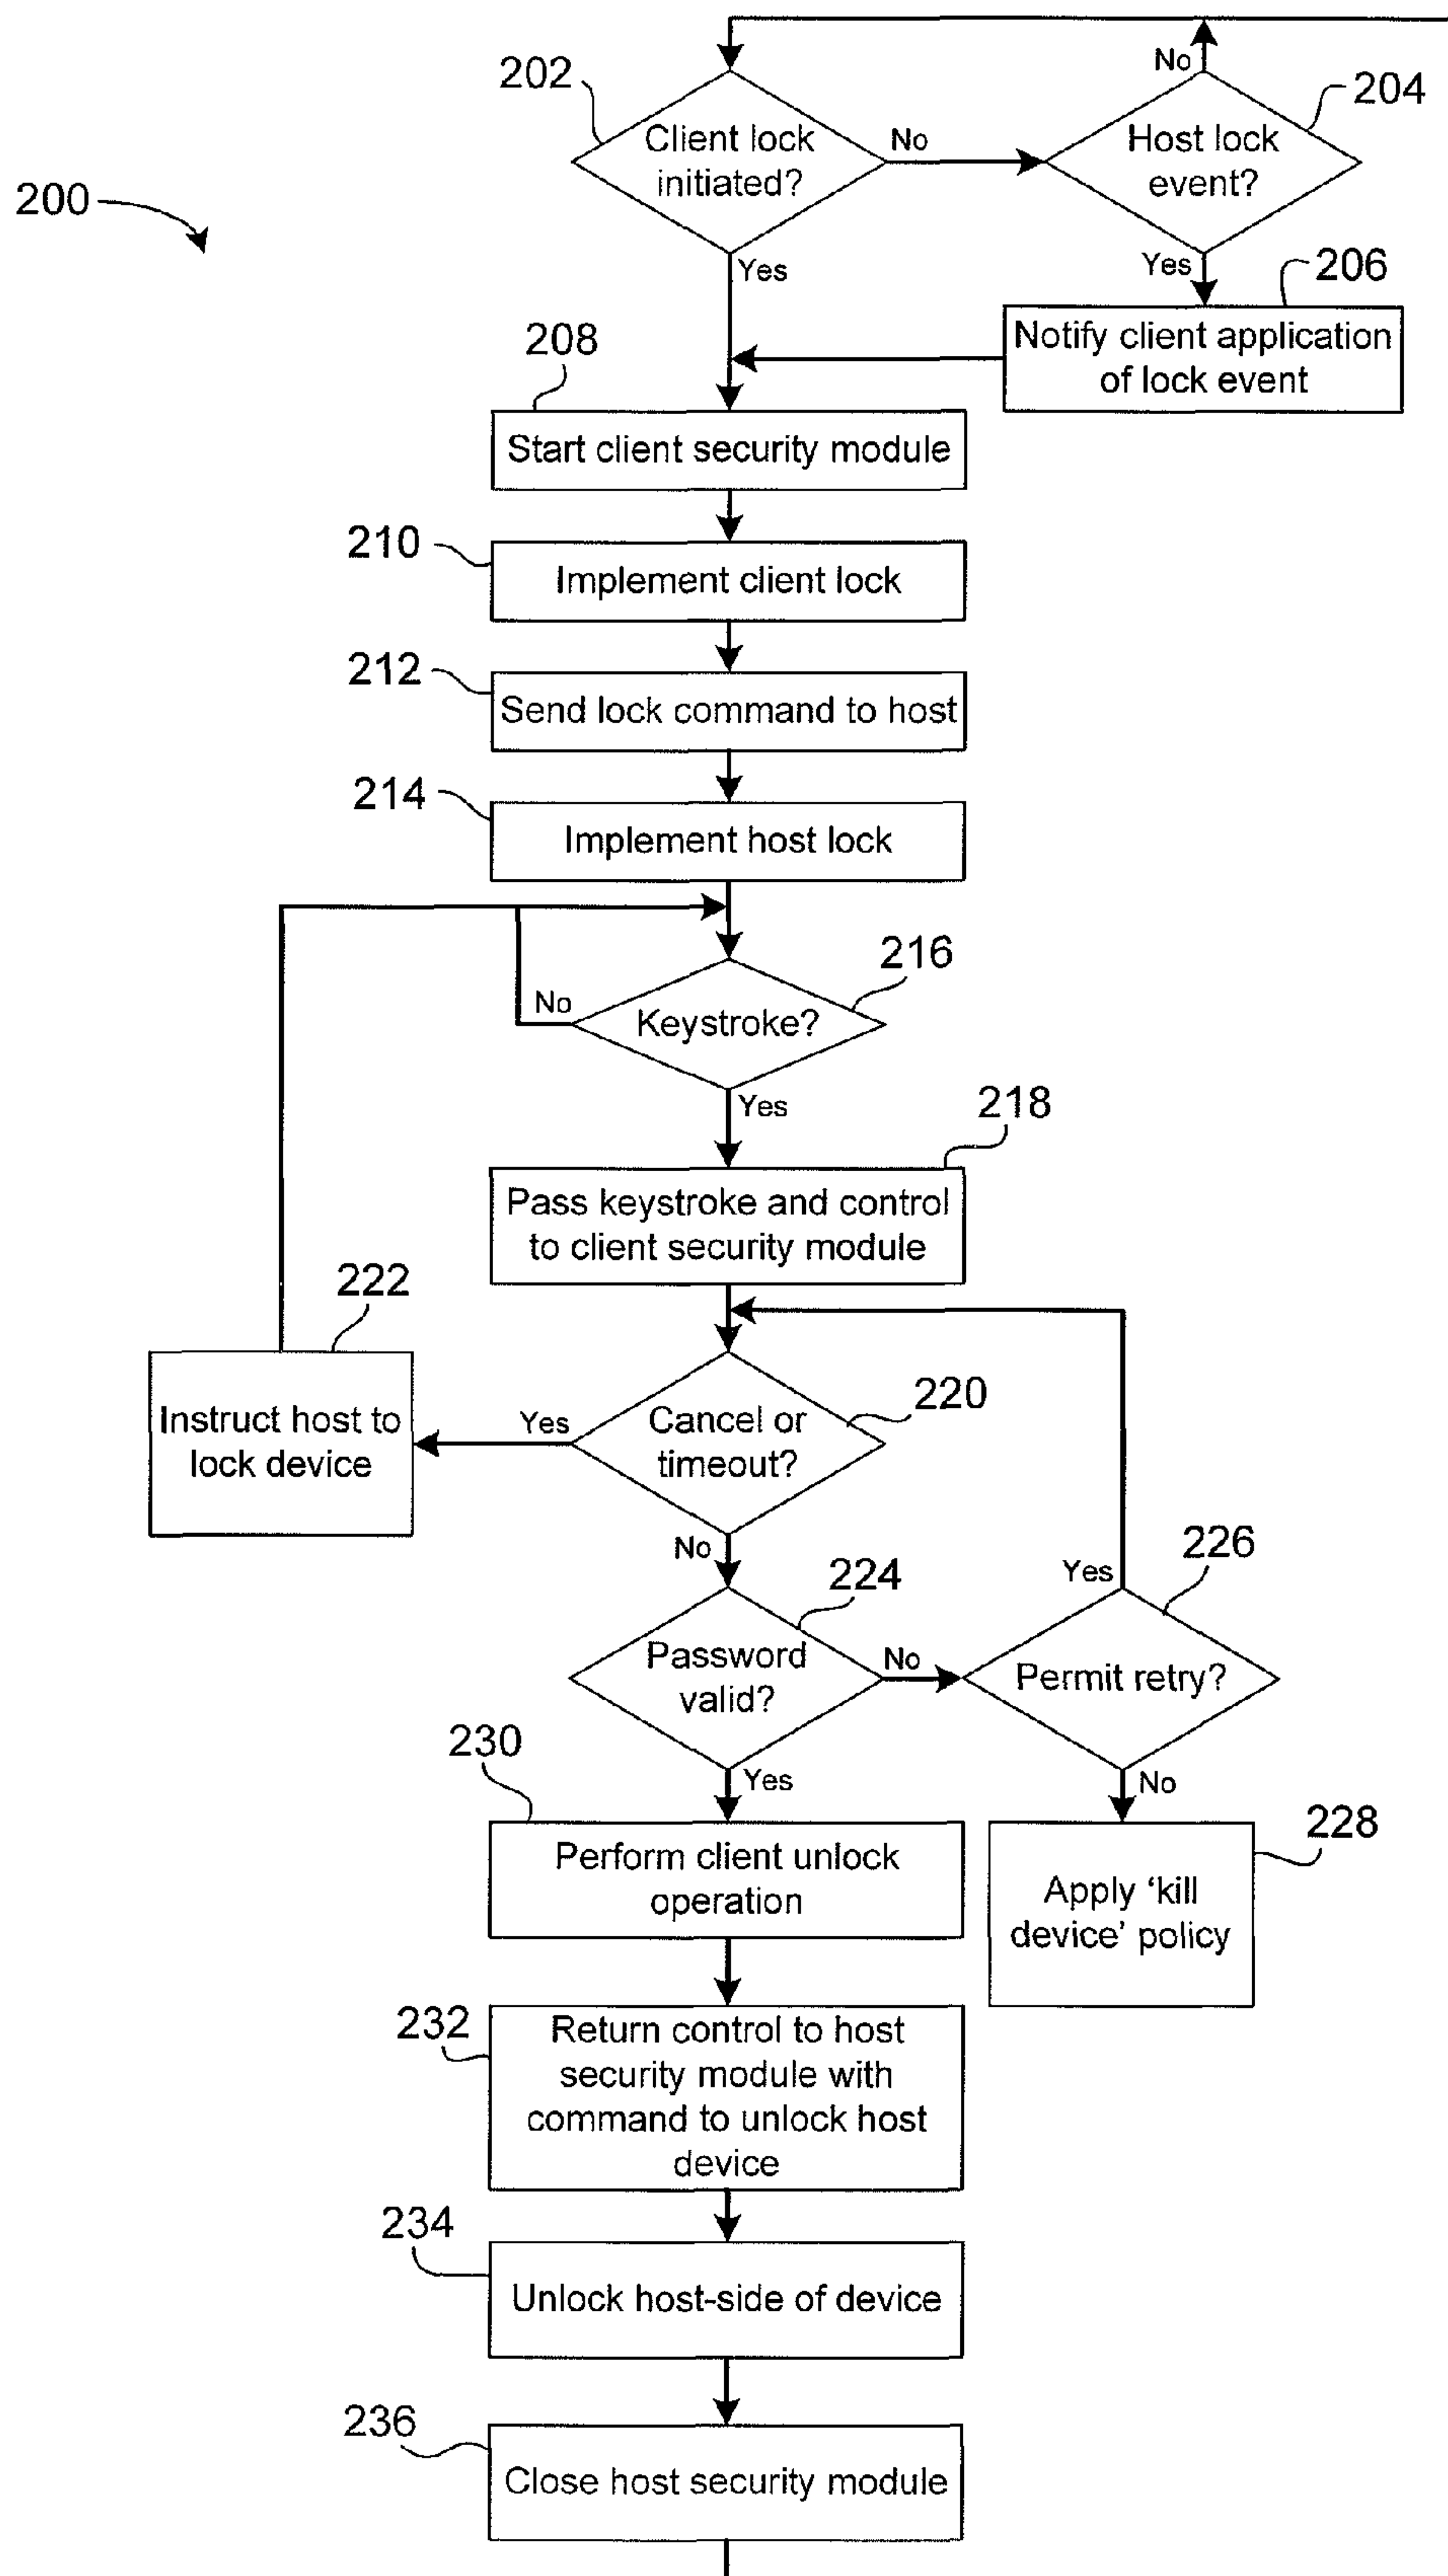 200
202
Client lock
initiated?
No
Yes
204
Host lock
event?
No
Yes
206
Notify client application
of lock event
208
Start client security module
210
Implement client lock
212
Send lock command to host
214
Implement host lock
216
Keystroke?
No
Yes
218
Pass keystroke and control
to client security module
220
Cancel or
timeout?
Yes
No
222
Instruct host to
lock device
224
Password
valid?
No
Yes
226
Permit retry?
Yes
No
228
Apply ‘kill
device’ policy
230
Perform client unlock
operation
232
Return control to host
security module with
command to unlock host
device
234
Unlock host-side of device
236
Close host security module